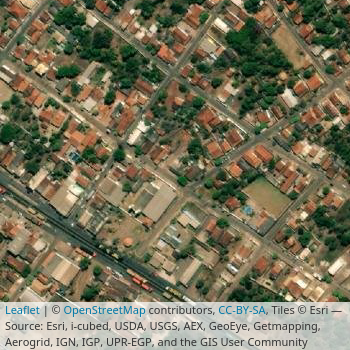 Leaflet | © OpenStreetMap contributors, CC-BY-SA, Tiles © Esri —
Source: Esri, i-cubed, USDA, USGS, AEX, GeoEye, Getmapping,
Aerogrid, IGN, IGP, UPR-EGP, and the GIS User Community